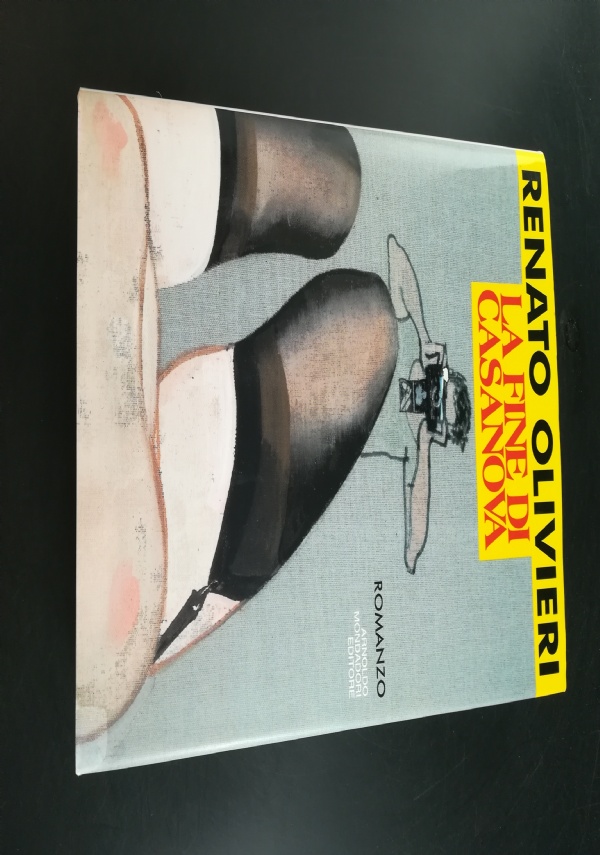 RENATO OLIVIERI
LA FINE DI
CASANOVA
ROMANZO
ARNOLDO
MONDADORI
EDITORE